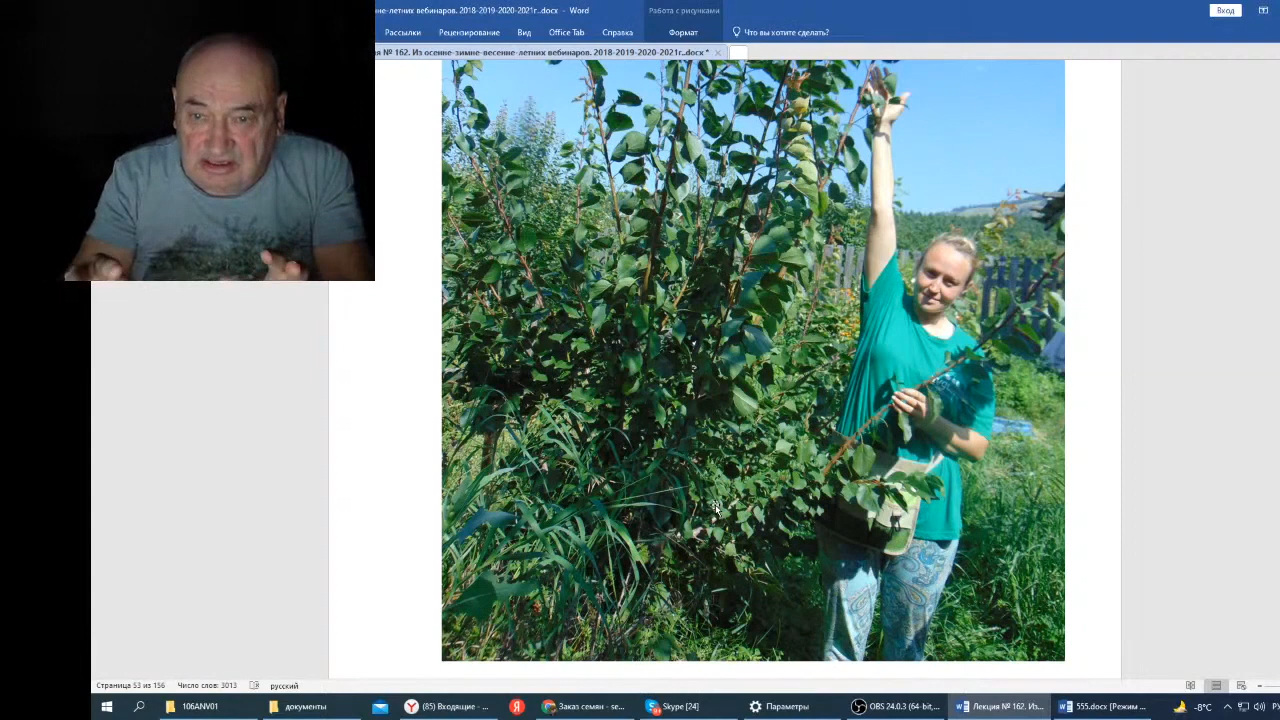 не-летних вебинаров. 2018-2019-2020-2021г..docx - Word
Работа с рисунками
Вход
Рассылки Рецензирование Вид Office Tab Справка Формат Что вы хотите сделать?
я № 162. Из осенне-зимне-весенне-летних вебинаров. 2018-2019-2020-2021г..docx *
Страница 53 из 156 Число слов: 3013 русский
106ANV01 документы (85) Входящие - ... Заказ семян - se... Skype [24] Параметры OBS 24.0.3 (64-bit,... Лекция № 162. Из... 555.docx [Режим ... -8°C